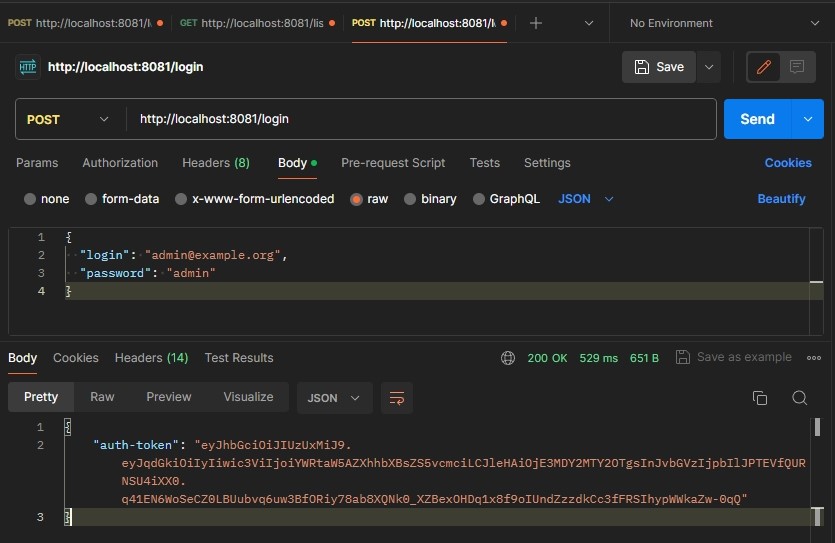 POST http://localhost:8081/l
GET http://localhost:8081/lis
POST http://localhost:8081/l
No Environment
HTTP http://localhost:8081/login
Save
POST http://localhost:8081/login
Send
Params Authorization Headers (8) Body Pre-request Script Tests Settings Cookies
none form-data x-www-form-urlencoded raw binary GraphQL JSON Beautify
1 {
2 "login": "admin@example.org",
3 "password": "admin"
4 }
Body Cookies Headers (14) Test Results 200 OK 529 ms 651 B Save as example
Pretty Raw Preview Visualize JSON
1 {
2 "auth-token": "eyJhbGciOiJIUzUxMiJ9.
eyJqdGkiOiIyIiwic3ViIjoiYWRtaW5AZXhhbXBsZS5vcmciLCJleHAiOjE3MDY2MTY2OTgsInJvbGVzIjpbIlJPTEVfQUR
NSU4iXX0.
q41EN6WoSeCZ0LBUubvq6uw3BfORiy78ab8XQNk0_XZBexOHDq1x8f9oIUndZzzdkCc3fFRSIhypWWkaZw-0qQ"
3 }